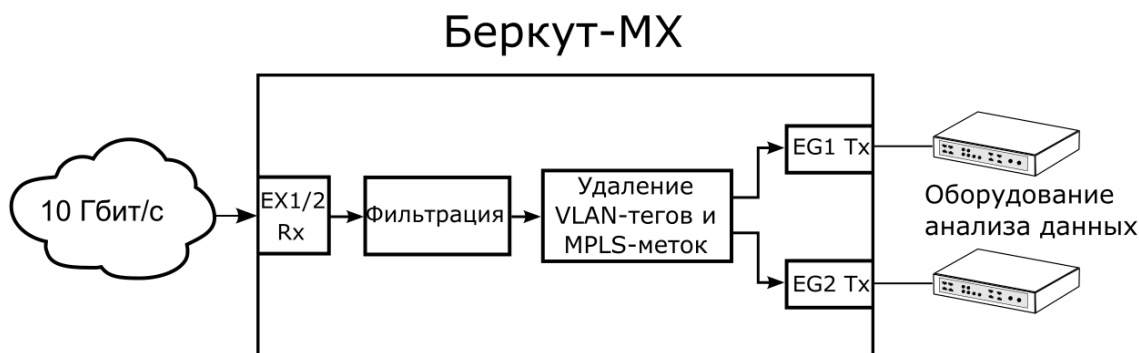 Беркут-MX
10 Гбит/с
EX1/2
Rx
Фильтрация
Удаление
VLAN-тегов и
MPLS-меток
EG1 Tx
EG2 Tx
Оборудование
анализа данных